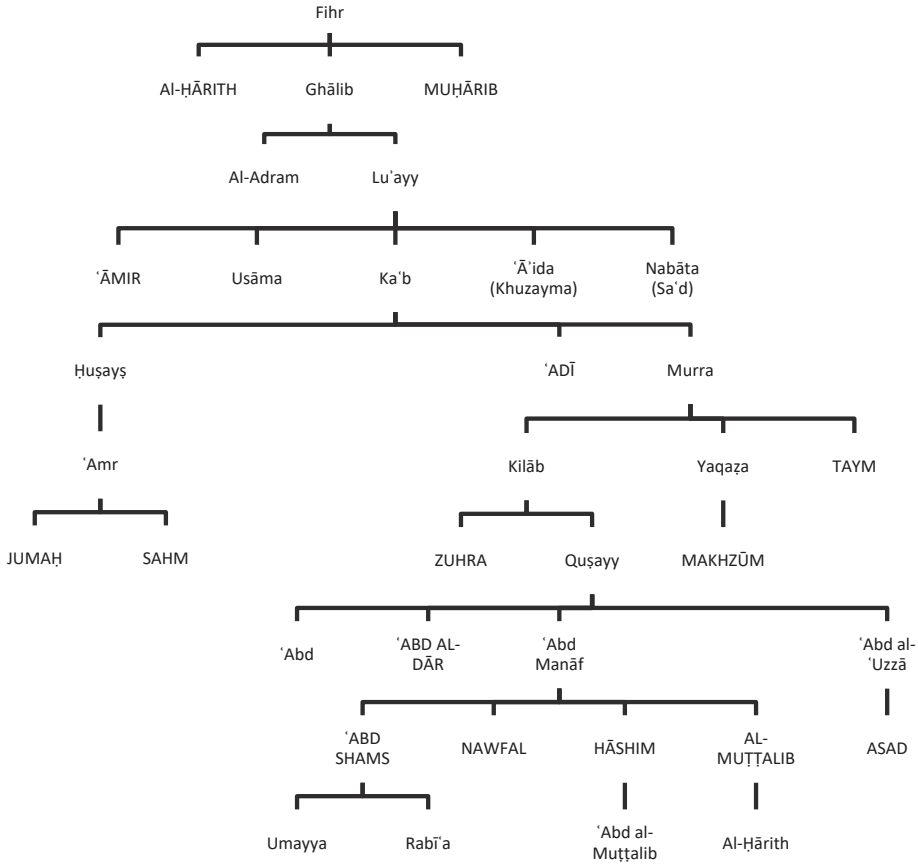 Fihr
Al-ḤĀRITH
Ghālib
MUḤĀRIB
Al-Adram
Luʾayy
ʿĀMIR
Usāma
Kaʿb
ʿĀʾida
(Khuzayma)
Nabāta
(Saʿd)
Ḥuṣayṣ
ʿADĪ
Murra
ʿAmr
Kilāb
Yaqaẓa
TAYM
JUMAḤ
SAHM
ZUHRA
Quṣayy
MAKHZŪM
ʿAbd
ʿABD AL-
DĀR
ʿAbd
Manāf
ʿAbd al-
ʿUzzā
ʿABD
SHAMS
NAWFAL
HĀSHIM
AL-
MUṬṬALIB
ASAD
Umayya
Rabīʿa
ʿAbd al-
Muṭṭalib
Al-Ḥārith